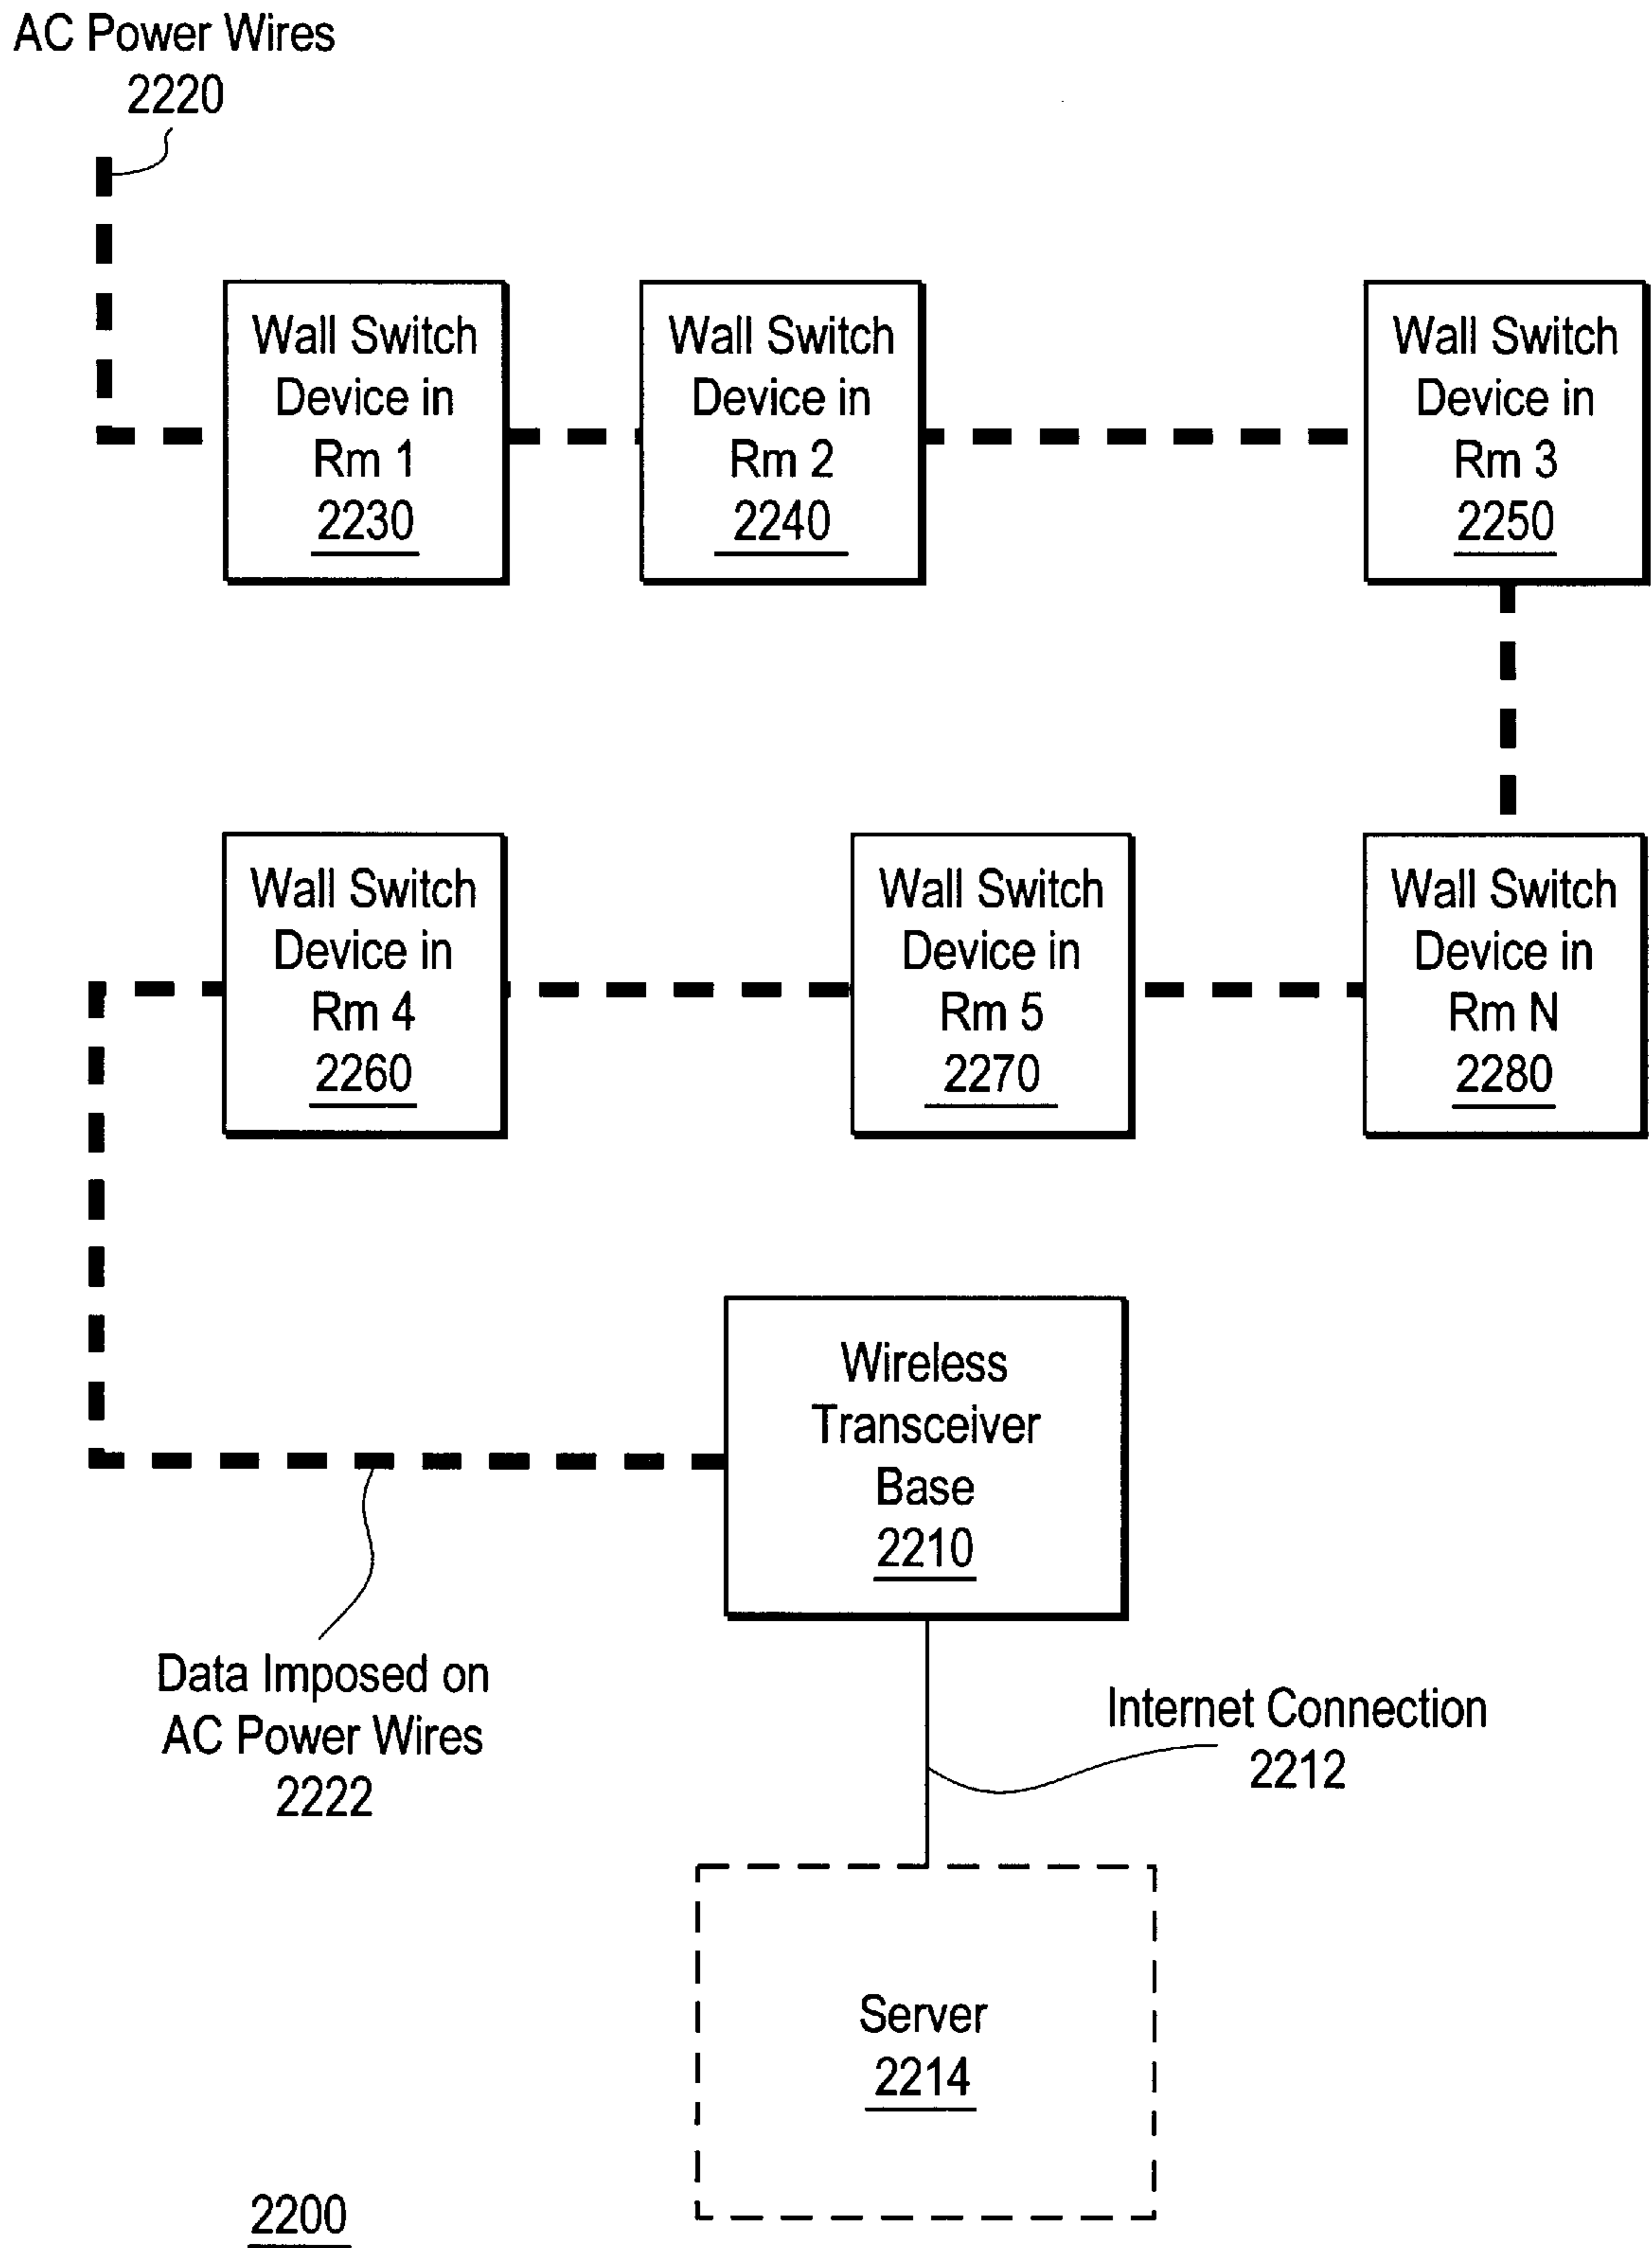 AC Power Wires
2220
Wall Switch
Device in
Rm 1
2230
Wall Switch
Device in
Rm 2
2240
Wall Switch
Device in
Rm 3
2250
Wall Switch
Device in
Rm 4
2260
Wall Switch
Device in
Rm 5
2270
Wall Switch
Device in
Rm N
2280
Wireless
Transceiver
Base
2210
Data Imposed on
AC Power Wires
2222
Internet Connection
2212
Server
2214
2200